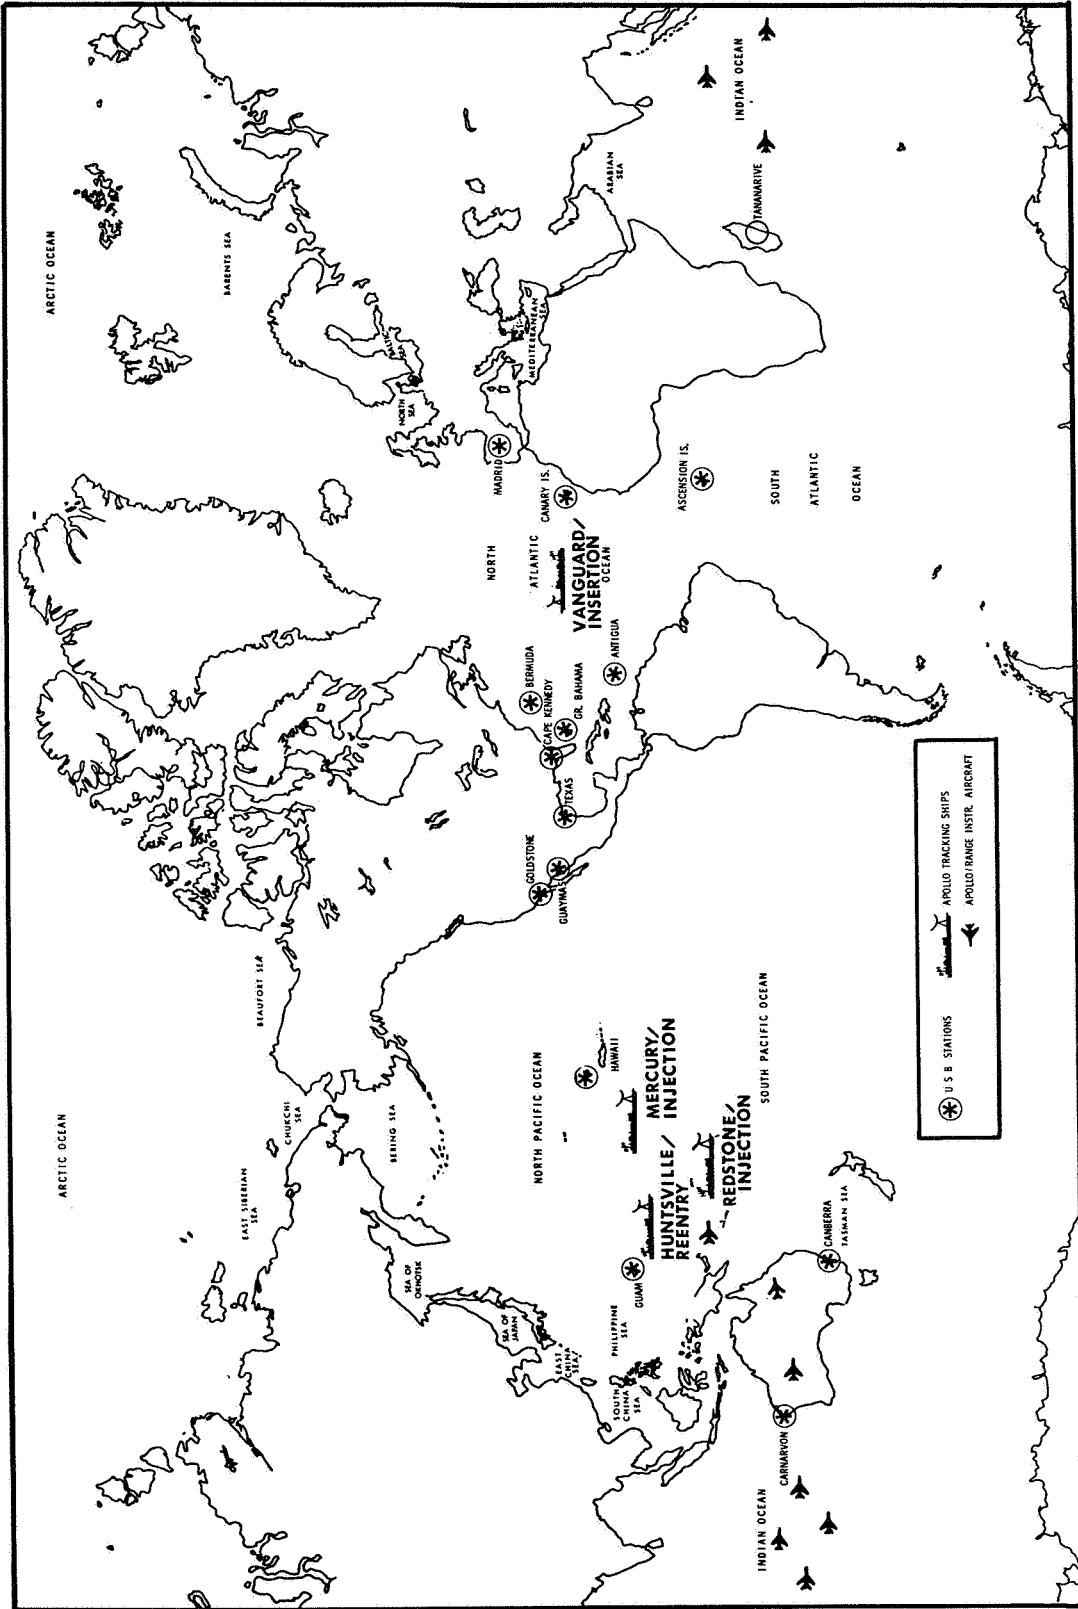 ARCTIC OCEAN
ARCTIC OCEAN
EAST SIBERIAN
SEA
CHUKCHI
SEA
BEAUFORT SEA
BARENTS SEA
BERING SEA
SEA OF
OKHOTSK
SEA OF
JAPAN
EAST
CHINA
SEA
NORTH
SEA
BALTIC
SEA
MADRID
MEDITERRANEAN
SEA
NORTH PACIFIC OCEAN
GOLDSTONE
GUAYMAS
TEXAS
CAPE KENNEDY
BERMUDA
GR. BAHAMA
ANTIGUA
NORTH
ATLANTIC
OCEAN
VANGUARD/
INSERTION
CANARY IS.
ARABIAN
SEA
SOUTH
CHINA
SEA
PHILIPPINE
SEA
GUAM
HUNTSVILLE/
REENTRY
MERCURY/
INJECTION
HAWAII
REDSTONE/
INJECTION
ASCENSION IS.
SOUTH
ATLANTIC
OCEAN
INDIAN OCEAN
TANANARIVE
INDIAN OCEAN
CARNARVON
CANBERRA
TASMAN SEA
SOUTH PACIFIC OCEAN
U S B STATIONS
APOLLO TRACKING SHIPS
APOLLO/RANGE INSTR. AIRCRAFT